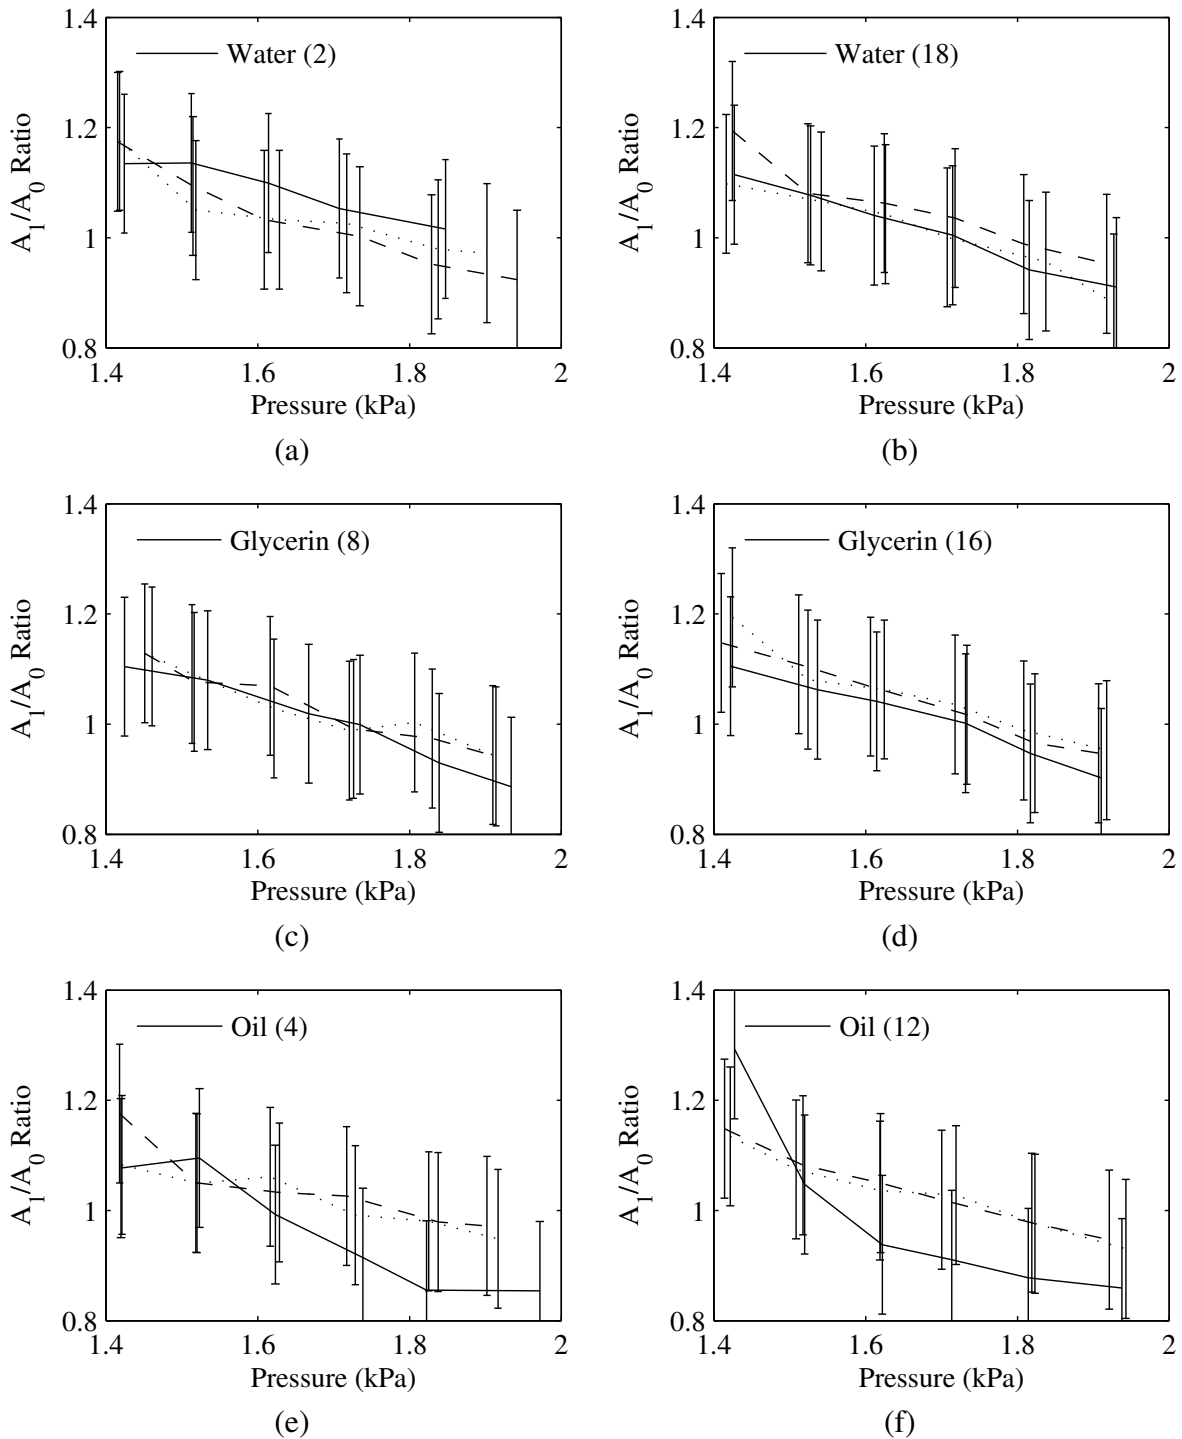 1.4
Water (2)
1.2
1
0.8
A1/A0 Ratio
1.4
1.6
1.8
2
Pressure (kPa)
(a)
1.4
Water (18)
1.2
1
0.8
A1/A0 Ratio
1.4
1.6
1.8
2
Pressure (kPa)
(b)
1.4
Glycerin (8)
1.2
1
0.8
A1/A0 Ratio
1.4
1.6
1.8
2
Pressure (kPa)
(c)
1.4
Glycerin (16)
1.2
1
0.8
A1/A0 Ratio
1.4
1.6
1.8
2
Pressure (kPa)
(d)
1.4
Oil (4)
1.2
1
0.8
A1/A0 Ratio
1.4
1.6
1.8
2
Pressure (kPa)
(e)
1.4
Oil (12)
1.2
1
0.8
A1/A0 Ratio
1.4
1.6
1.8
2
Pressure (kPa)
(f)